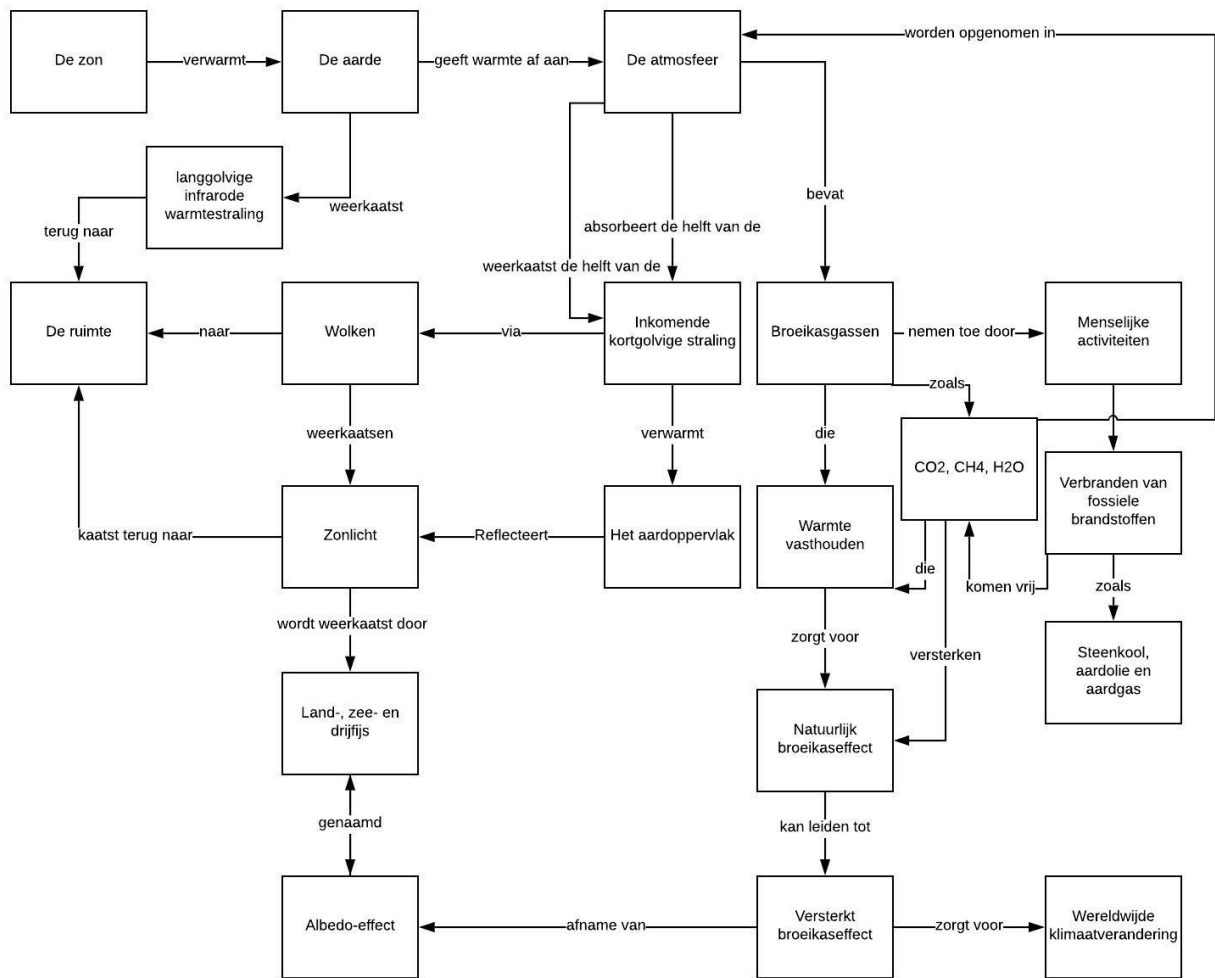 De zon
verwarmt
De aarde
geeft warmte af aan
De atmosfeer
worden opgenomen in
langgolvige
infrarode
warmtestraling
weerkaatst
bevat
terug naar
absorbeert de helft van de
weerkaatst de helft van de
De ruimte
naar
Wolken
via
Inkomende
kortgolvige straling
Broeikasgassen
nemen toe door
Menselijke
activiteiten
zoals
weerkaatsen
verwarmt
die
CO2, CH4, H2O
Verbranden van
fossiele
brandstoffen
kaatst terug naar
Zonlicht
Reflecteert
Het aardoppervlak
Warmte
vasthouden
die
komen vrij
zoals
wordt weerkaatst door
zorgt voor
versterken
Steenkool,
aardolie en
aardgas
Land-, zee- en
drijfijs
Natuurlijk
broeikaseffect
genaamd
kan leiden tot
Albedo-effect
afname van
Versterkt
broeikaseffect
zorgt voor
Wereldwijde
klimaatverandering